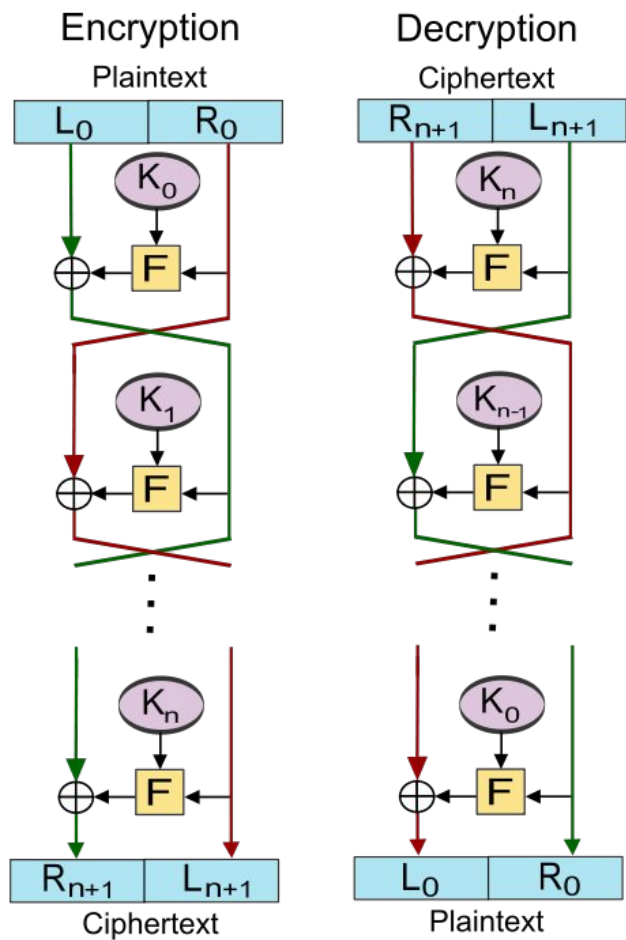 Encryption
Plaintext
L₀ R₀
K₀
F
K₁
F
Kₙ
F
Rₙ₊₁ Lₙ₊₁
Ciphertext
Decryption
Ciphertext
Rₙ₊₁ Lₙ₊₁
Kₙ
F
Kₙ₋₁
F
K₀
F
L₀ R₀
Plaintext